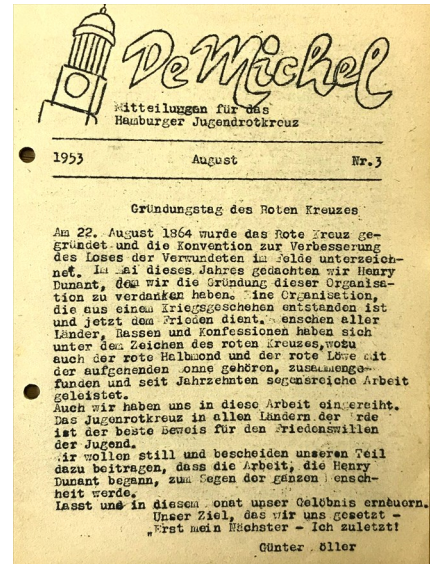 De Michel
Mitteilungen für das
Hamburger Jugendrotkreuz
1953 August Nr.3
Gründungstag des Roten Kreuzes
Am 22. August 1864 wurde das Rote Kreuz ge-
gründet und die Konvention zur Verbesserung
des Loses der Verwundeten im Felde unterzeich-
net. Im Mai dieses Jahres gedachten wir Henry
Dunant, dem wir die Gründung dieser Organisa-
tion zu verdanken haben. Eine Organisation,
die aus einem Kriegsgeschehen entstanden ist
und jetzt dem Frieden dient. Menschen aller
Länder, Rassen und Konfessionen haben sich
unter dem Zeichen des roten Kreuzes,wozu
auch der rote Halbmond und der rote Löwe mit
der aufgehenden Sonne gehören, zusammenge-
funden und seit Jahrzehnten segensreiche Arbeit
geleistet.
Auch wir haben uns in diese Arbeit eingereiht.
Das Jugenrotkreuz in allen Ländern der Erde
ist der beste Beweis für den Friedenswillen
der Jugend.
Wir wollen still und bescheiden unseren Teil
dazu beitragen, dass die Arbeit, die Henry
Dunant begann, zum Segen der ganzen Mensch-
heit werde.
Lasst uns in diesem Monat unser Gelöbnis erneuern.
Unser Ziel, das wir uns gesetzt -
„Erst mein Nächster - Ich zuletzt!
Günter